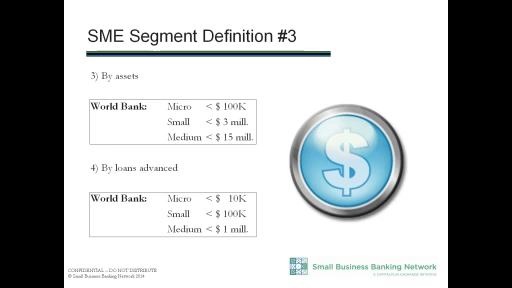 SME Segment Definition #3
3) By assets
World Bank: Micro < $ 100K
Small < $ 3 mill.
Medium < $ 15 mill.
4) By loans advanced
World Bank: Micro < $ 10K
Small < $ 100K
Medium < $ 1 mill.
$
CONFIDENTIAL – DO NOT DISTRIBUTE
© Small Business Banking Network 2014
Small Business Banking Network